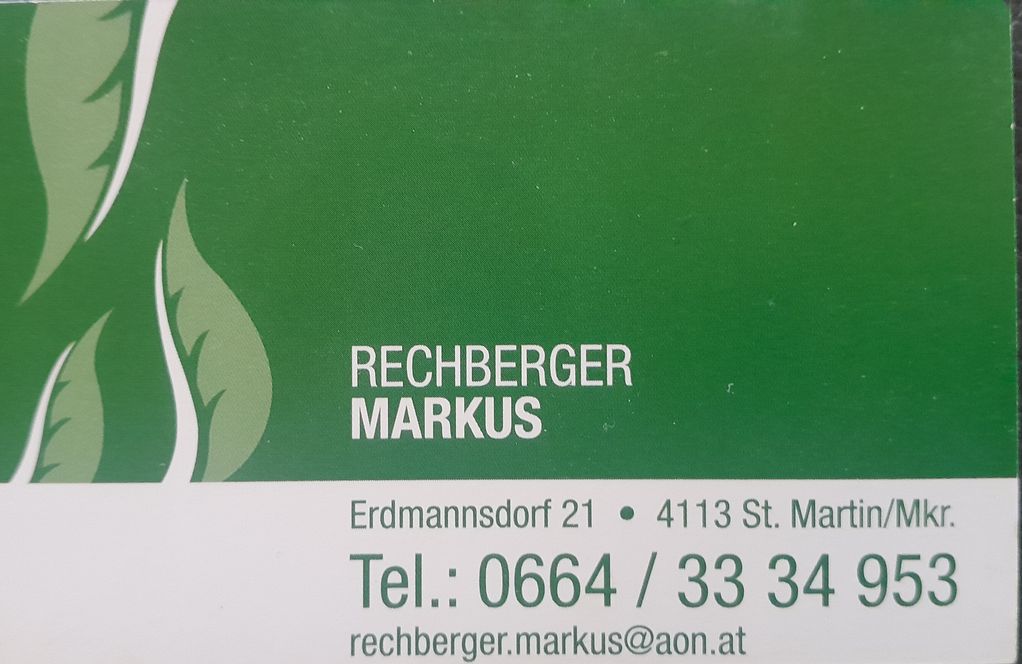 RECHBERGER
MARKUS
Erdmannsdorf 21 • 4113 St. Martin/Mkr.
Tel.: 0664 / 33 34 953
rechberger.markus@aon.at